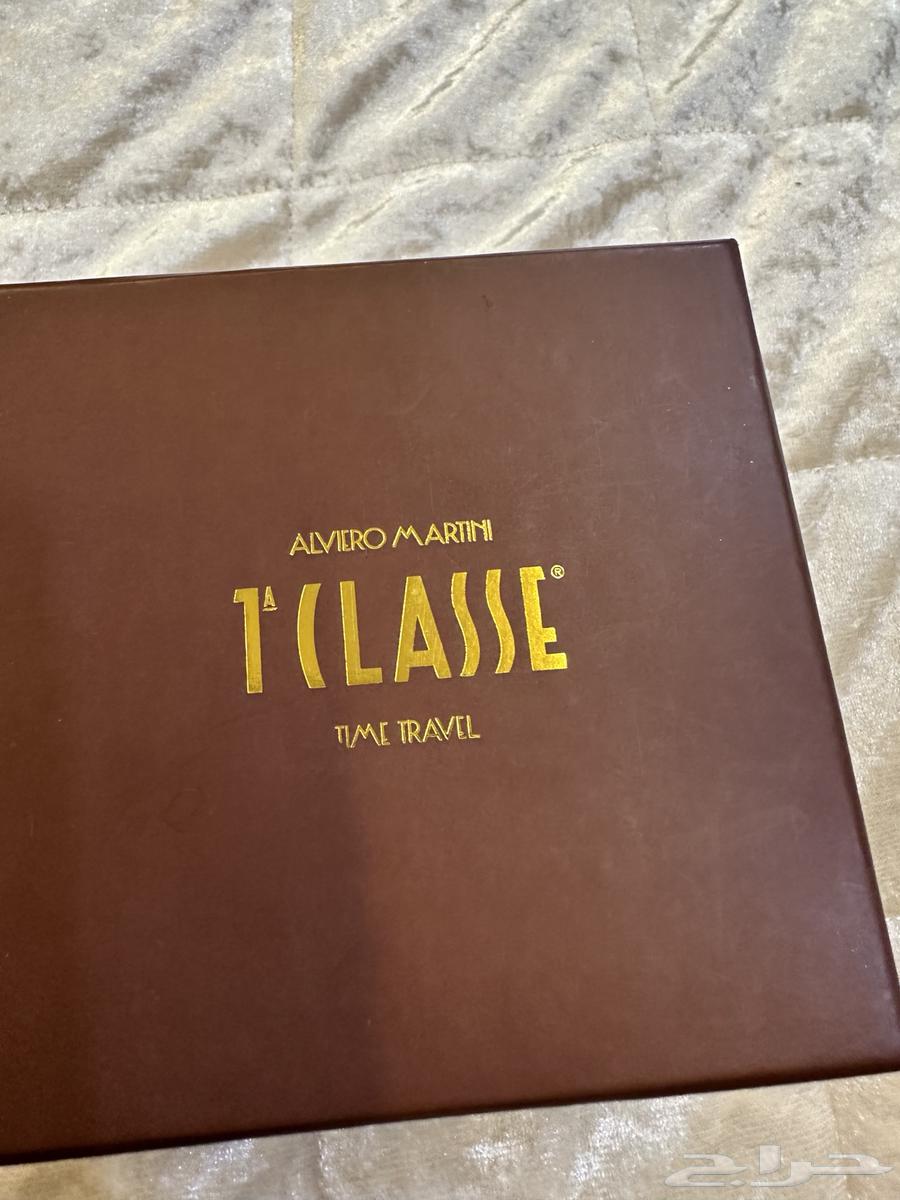 ALVIERO MARTINI
1ᴬ CLASSE®
TIME TRAVEL
حراج